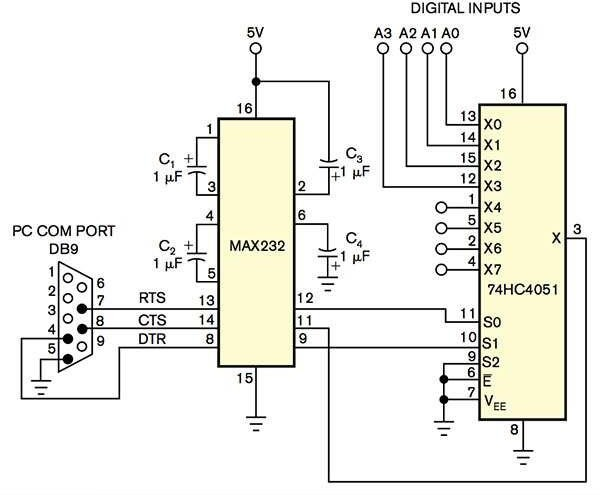 DIGITAL INPUTS
A3 A2 A1 A0
5V
5V
16
16
1
C1
1 µF
+
3
C3
1 µF
+
2
4
C2
1 µF
+
5
6
C4
1 µF
+
MAX232
13 X0
14 X1
15 X2
12 X3
1 X4
5 X5
2 X6
4 X7
X 3
74HC4051
PC COM PORT
DB9
1
2
3
4
5
6
7
8
9
RTS 13
CTS 14
DTR 8
12
11
9
15
11 S0
10 S1
9 S2
6 E
7 VEE
8